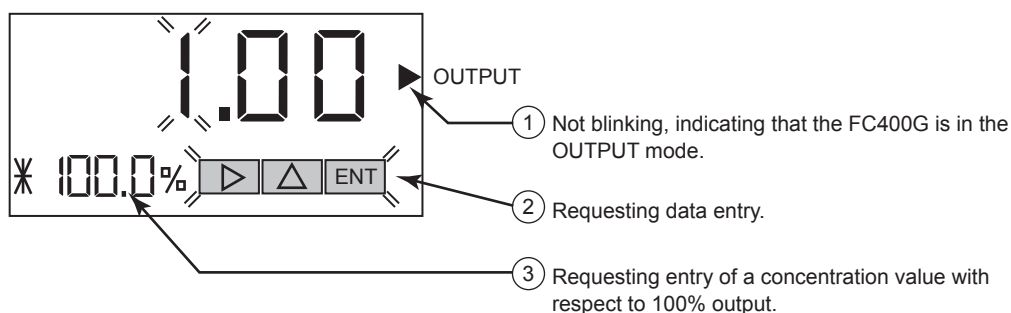 1.00
OUTPUT
1 Not blinking, indicating that the FC400G is in the
OUTPUT mode.
* 100.0% ▷ △ ENT
2 Requesting data entry.
3 Requesting entry of a concentration value with
respect to 100% output.